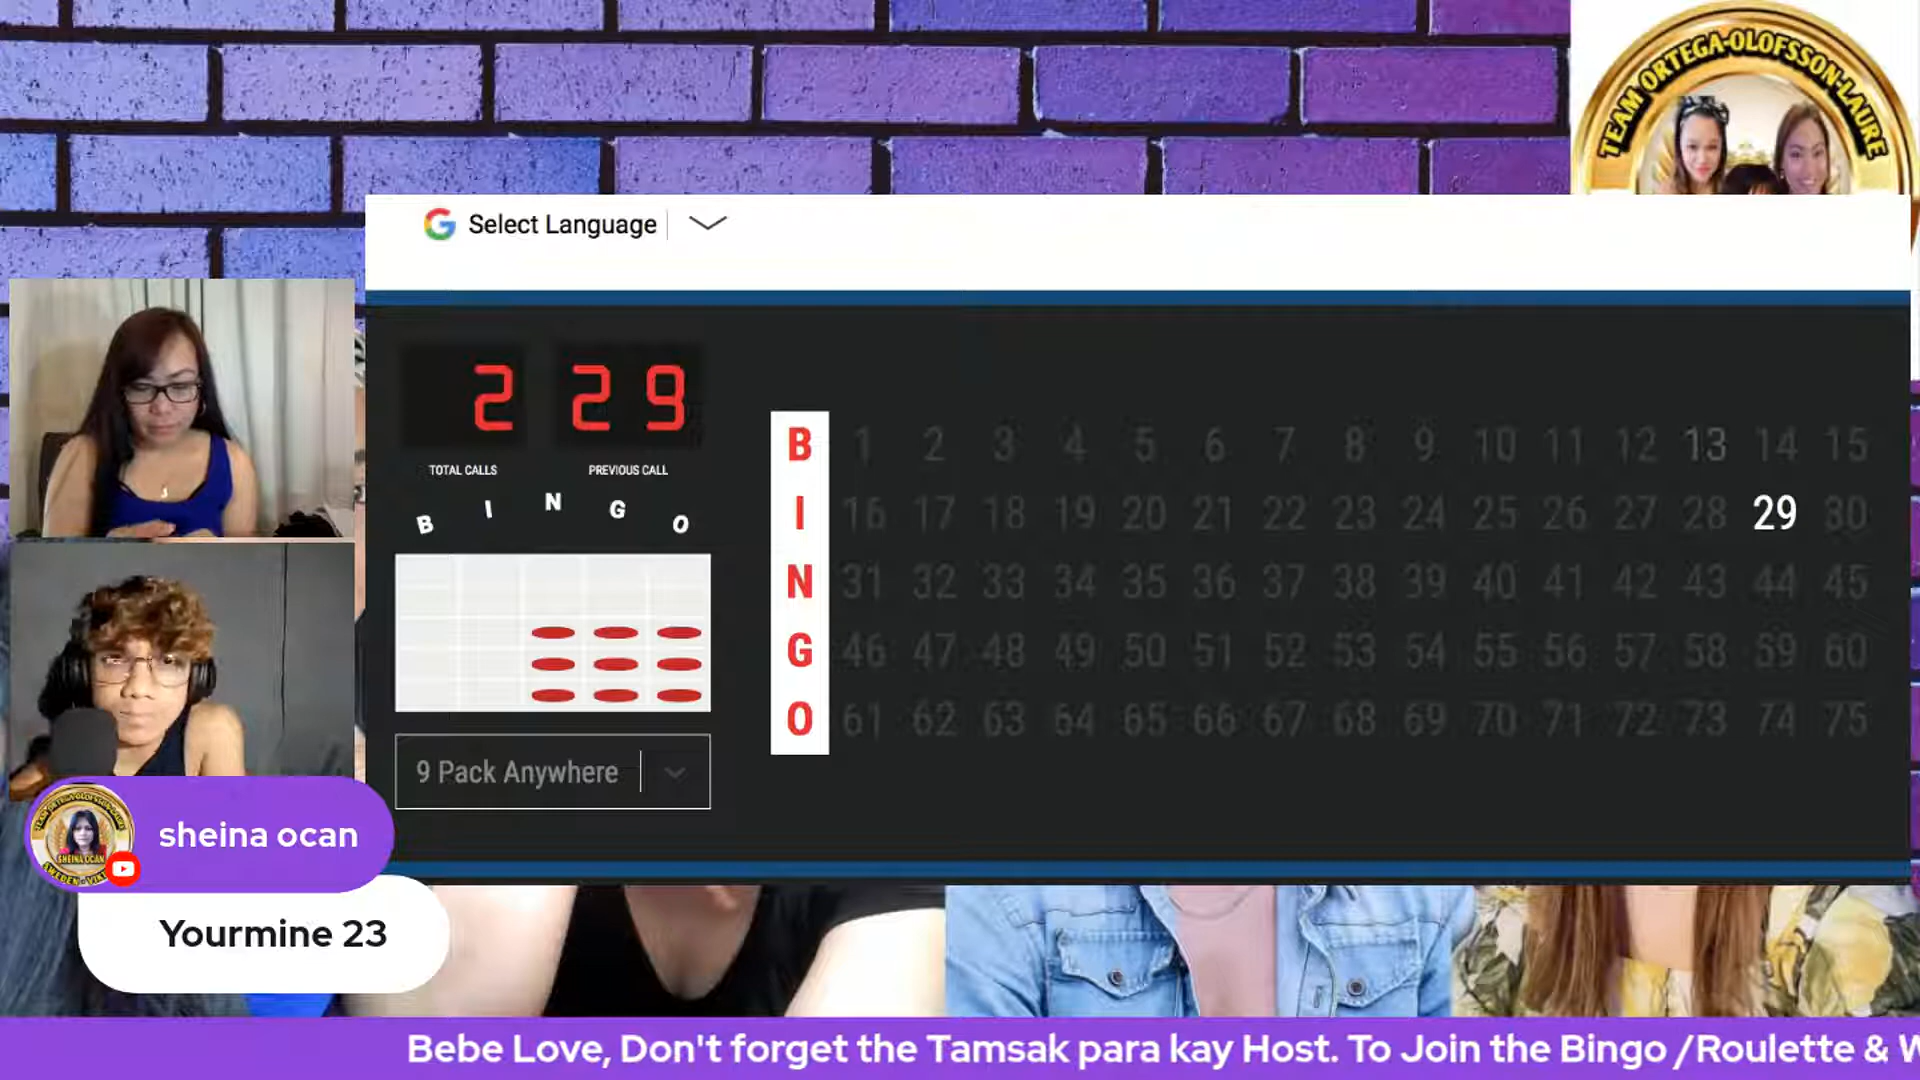 TEAM ORTEGA-OLOFSSON-LAURE
Select Language
2 29
TOTAL CALLS PREVIOUS CALL
B I N G O
B 1 2 3 4 5 6 7 8 9 10 11 12 13 14 15
I 16 17 18 19 20 21 22 23 24 25 26 27 28 29 30
N 31 32 33 34 35 36 37 38 39 40 41 42 43 44 45
G 46 47 48 49 50 51 52 53 54 55 56 57 58 59 60
O 61 62 63 64 65 66 67 68 69 70 71 72 73 74 75
9 Pack Anywhere
SHEINA OCAN
sheina ocan
Yourmine 23
Bebe Love, Don't forget the Tamsak para kay Host. To Join the Bingo /Roulette & W